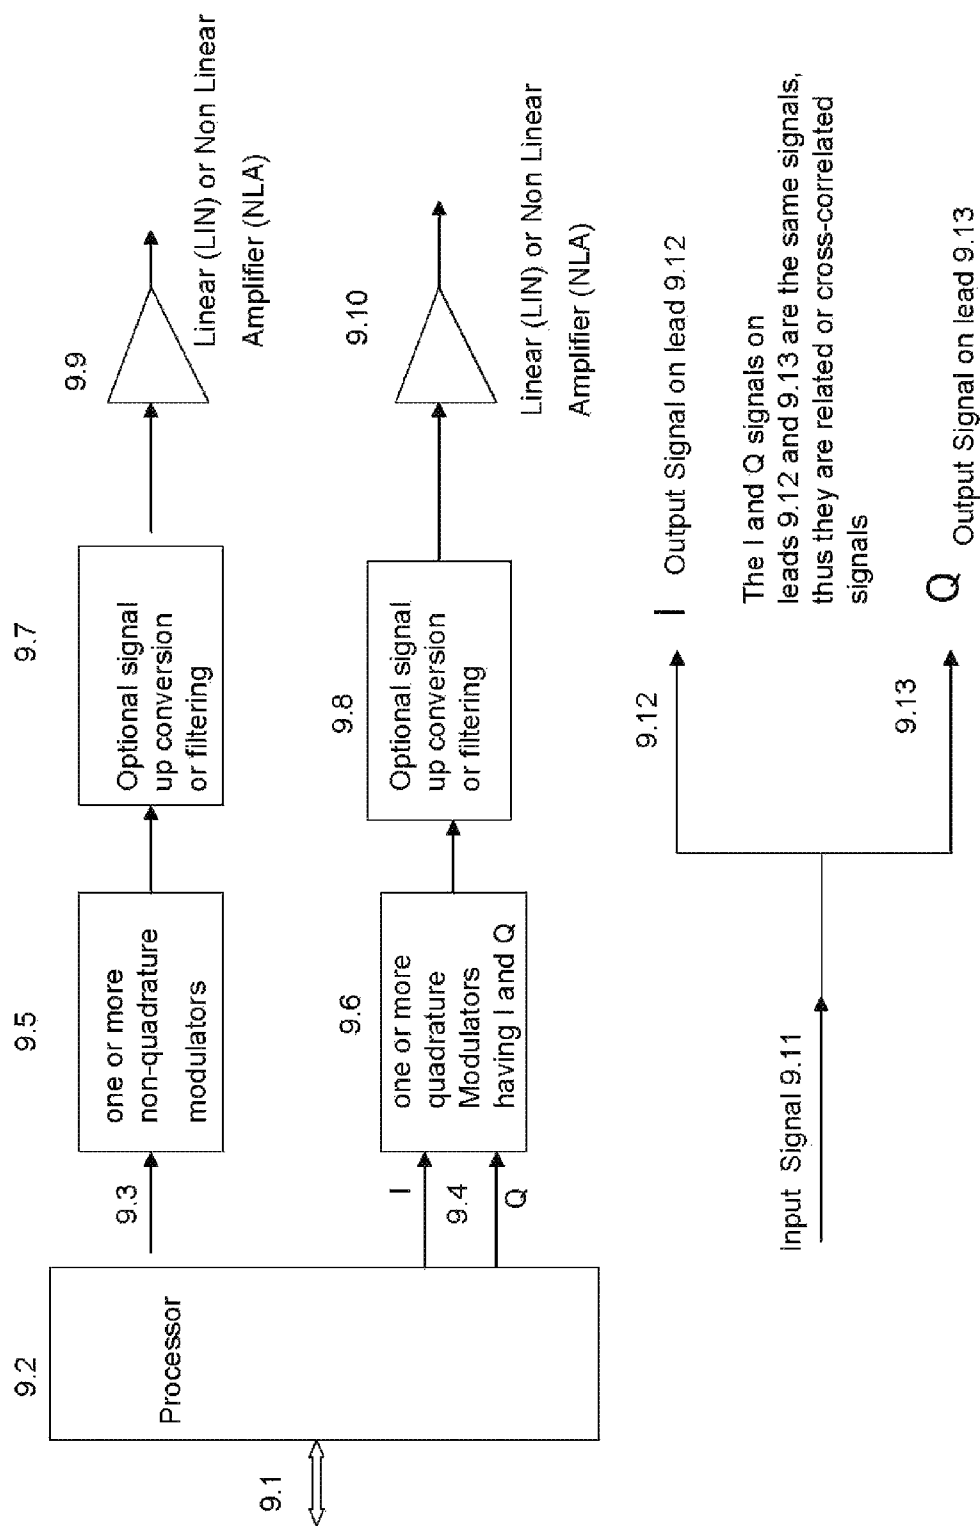 9.1
9.2
Processor
9.3
9.5
one or more
non-quadrature
modulators
9.7
Optional signal
up conversion
or filtering
9.9
Linear (LIN) or Non Linear
Amplifier (NLA)
I
9.4
Q
9.6
one or more
quadrature
Modulators
having I and Q
9.8
Optional signal
up conversion
or filtering
9.10
Linear (LIN) or Non Linear
Amplifier (NLA)
Input Signal 9.11
9.12
I Output Signal on lead 9.12
The I and Q signals on
leads 9.12 and 9.13 are the same signals,
thus they are related or cross-correlated
signals
9.13
Q Output Signal on lead 9.13